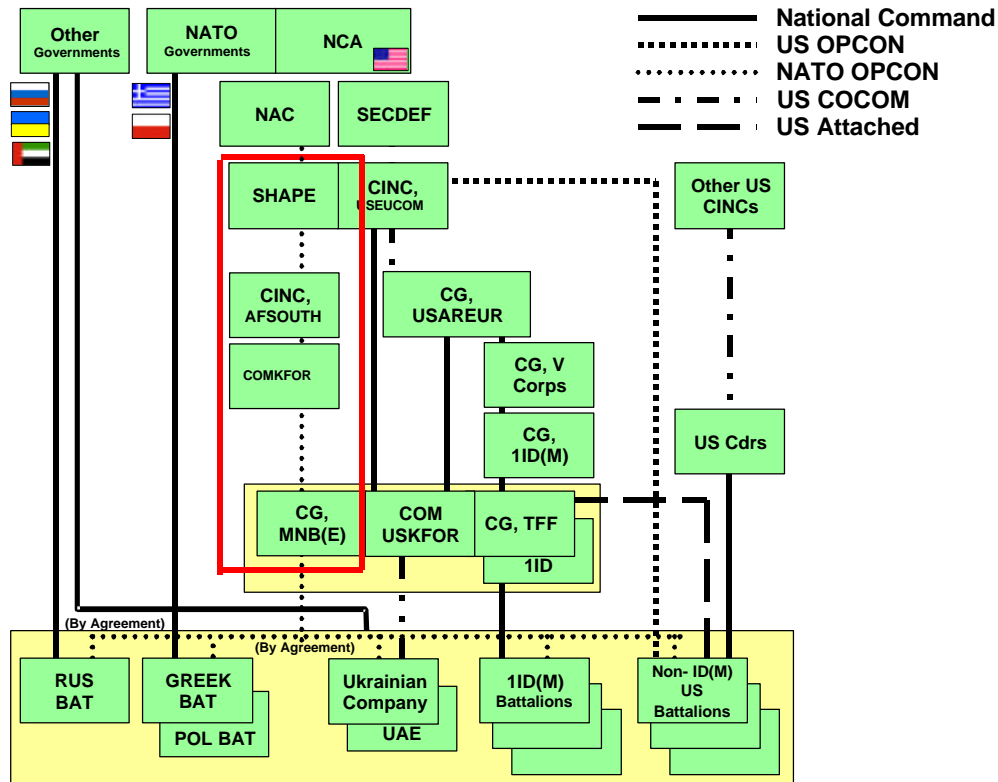 Other
Governments
NATO
Governments
NCA
National Command
US OPCON
NATO OPCON
US COCOM
US Attached
NAC
SECDEF
SHAPE
CINC,
USEUCOM
Other US
CINCs
CINC,
AFSOUTH
CG,
USAREUR
COMKFOR
CG, V
Corps
CG,
1ID(M)
US Cdrs
CG,
MNB(E)
COM
USKFOR
CG, TFF
1ID
(By Agreement)
(By Agreement)
RUS
BAT
GREEK
BAT
POL BAT
Ukrainian
Company
UAE
1ID(M)
Battalions
Non- ID(M)
US
Battalions